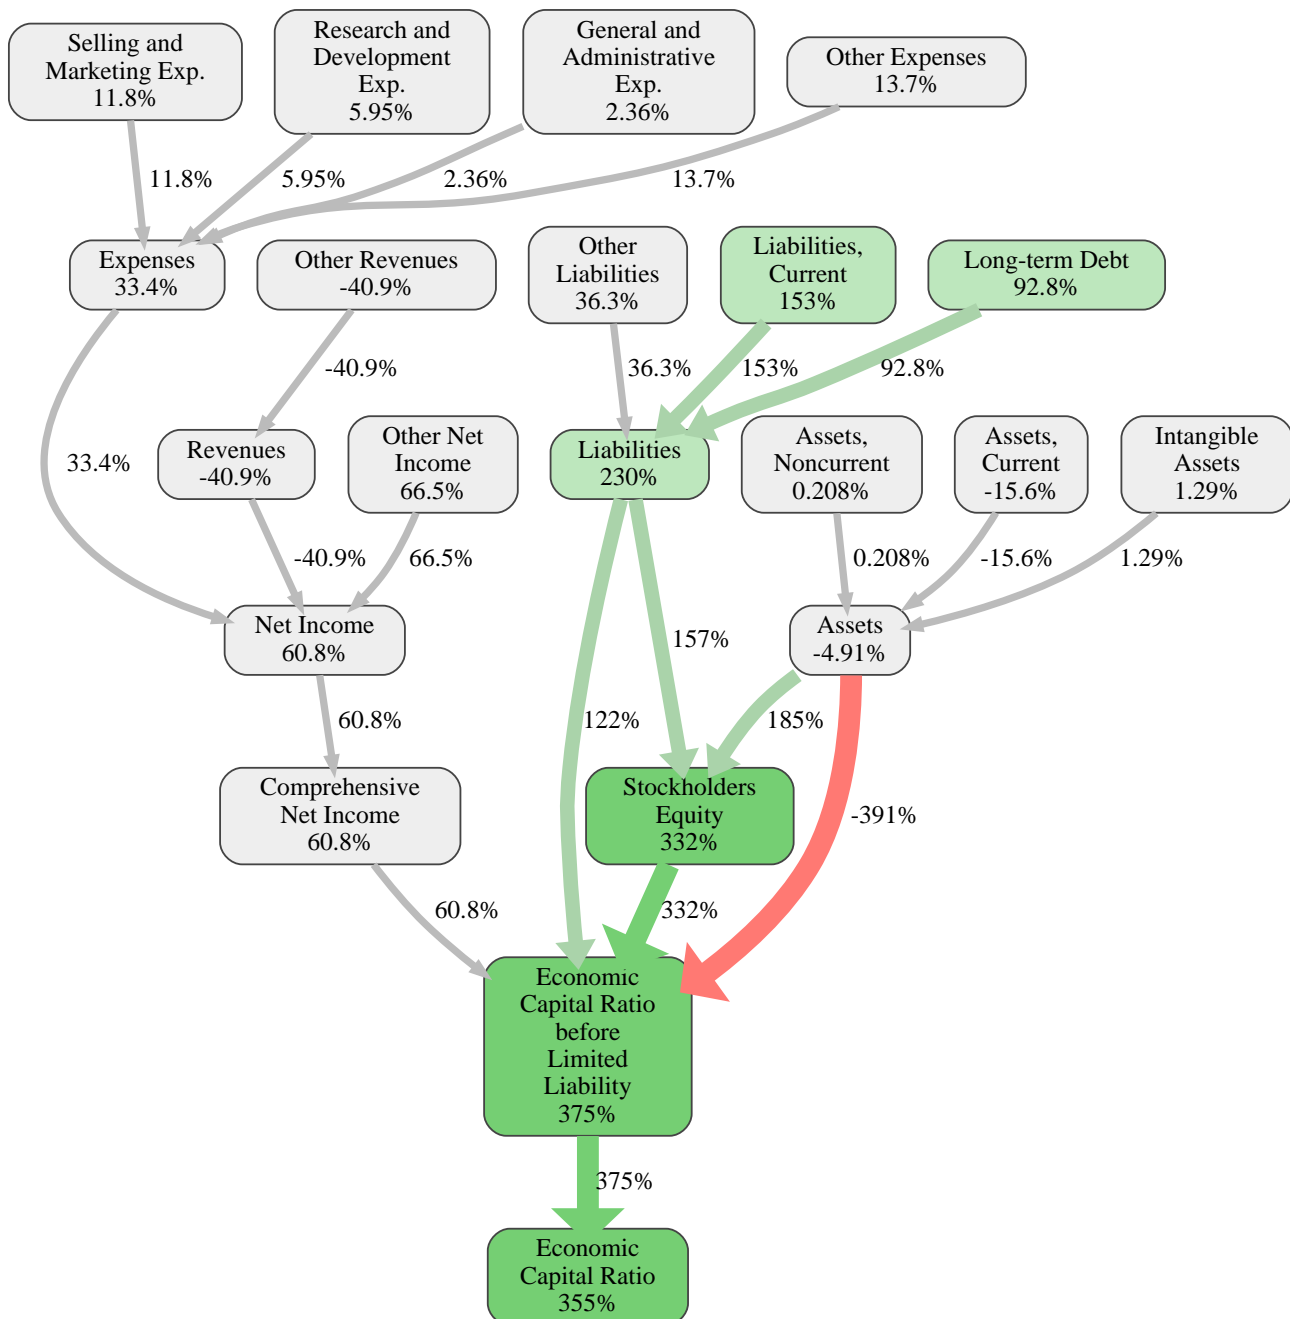 Selling and
Marketing Exp.
11.8%
Research and
Development
Exp.
5.95%
General and
Administrative
Exp.
2.36%
Other Expenses
13.7%
11.8%
5.95%
2.36%
13.7%
Expenses
33.4%
Other Revenues
-40.9%
Other
Liabilities
36.3%
Liabilities,
Current
153%
Long-term Debt
92.8%
-40.9%
36.3%
153%
92.8%
33.4%
Revenues
-40.9%
Other Net
Income
66.5%
Liabilities
230%
Assets,
Noncurrent
0.208%
Assets,
Current
-15.6%
Intangible
Assets
1.29%
-40.9%
66.5%
0.208%
-15.6%
1.29%
Net Income
60.8%
157%
Assets
-4.91%
60.8%
122%
185%
Comprehensive
Net Income
60.8%
Stockholders
Equity
332%
-391%
60.8%
332%
Economic
Capital Ratio
before
Limited
Liability
375%
375%
Economic
Capital Ratio
355%